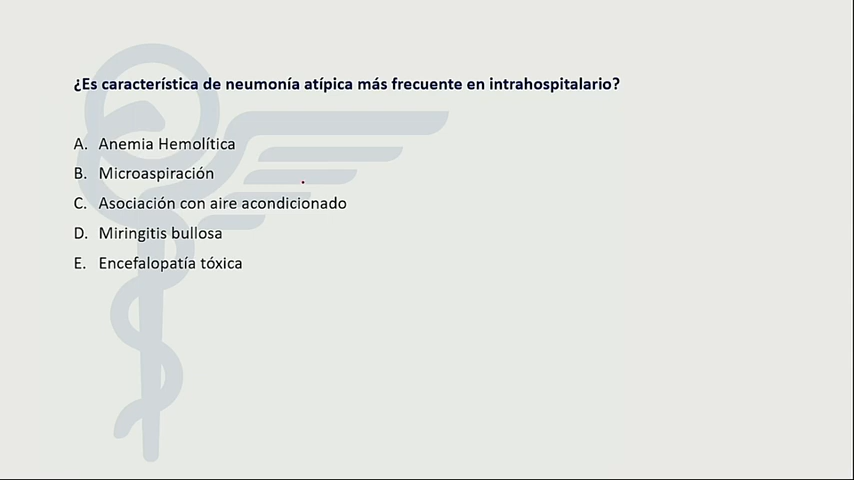 ¿Es característica de neumonía atípica más frecuente en intrahospitalario?
A. Anemia Hemolítica
B. Microaspiración
C. Asociación con aire acondicionado
D. Miringitis bullosa
E. Encefalopatía tóxica